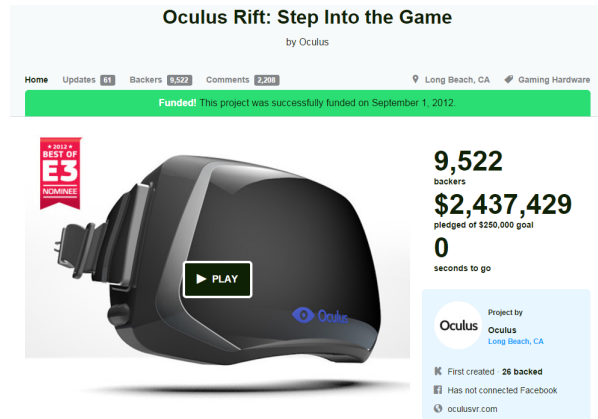 Oculus Rift: Step Into the Game
by Oculus
Home Updates 61 Backers 9,522 Comments 2,208 Long Beach, CA Gaming Hardware
Funded! This project was successfully funded on September 1, 2012.
★ 2012 ★
BEST OF
E3
NOMINEE
PLAY
Oculus
9,522
backers
$2,437,429
pledged of $250,000 goal
0
seconds to go
Oculus
Project by
Oculus
Long Beach, CA
First created · 26 backed
Has not connected Facebook
oculusvr.com